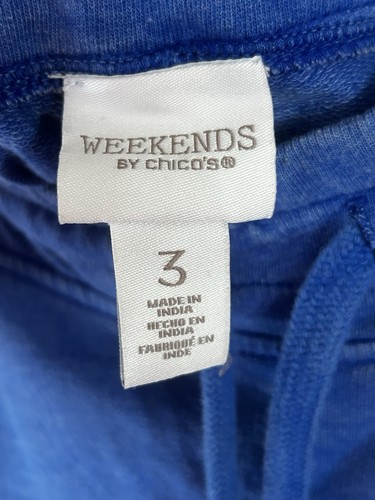 WEEKENDS
BY chico's®
3
MADE IN
INDIA
HECHO EN
INDIA
FABRIQUÉ EN
INDE